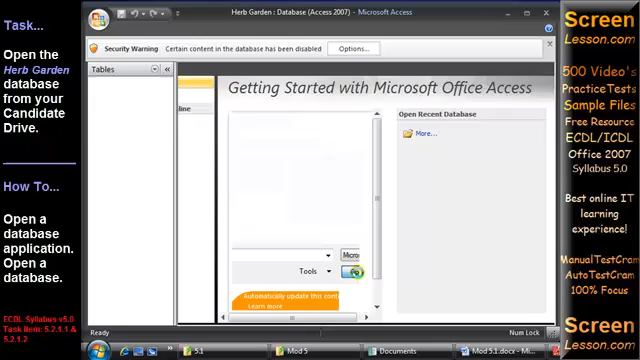 Task...
Open the
Herb Garden
database
from your
Candidate
Drive.
How To...
Open a
database
application.
Open a
database.
ECDL Syllabus v5.0
Task Item: 5.2.1.1 &
5.2.1.2
Herb Garden : Database (Access 2007) - Microsoft Access
Security Warning Certain content in the database has been disabled Options...
Tables
line
Getting Started with Microsoft Office Access
Open Recent Database
More...
Micro
Tools
Automatically update this cont
Learn more
Ready
Num Lock
5.1
Mod 5
Documents
Mod 5.1.docx - Mi...
Screen
Lesson.com
500 Video's
PracticeTests
Sample Files
Free Resource
ECDL/ICDL
Office 2007
Syllabus 5.0
Best online IT
learning
experience!
ManualTestCram
AutoTestCram
100% Focus
Screen
Lesson.com